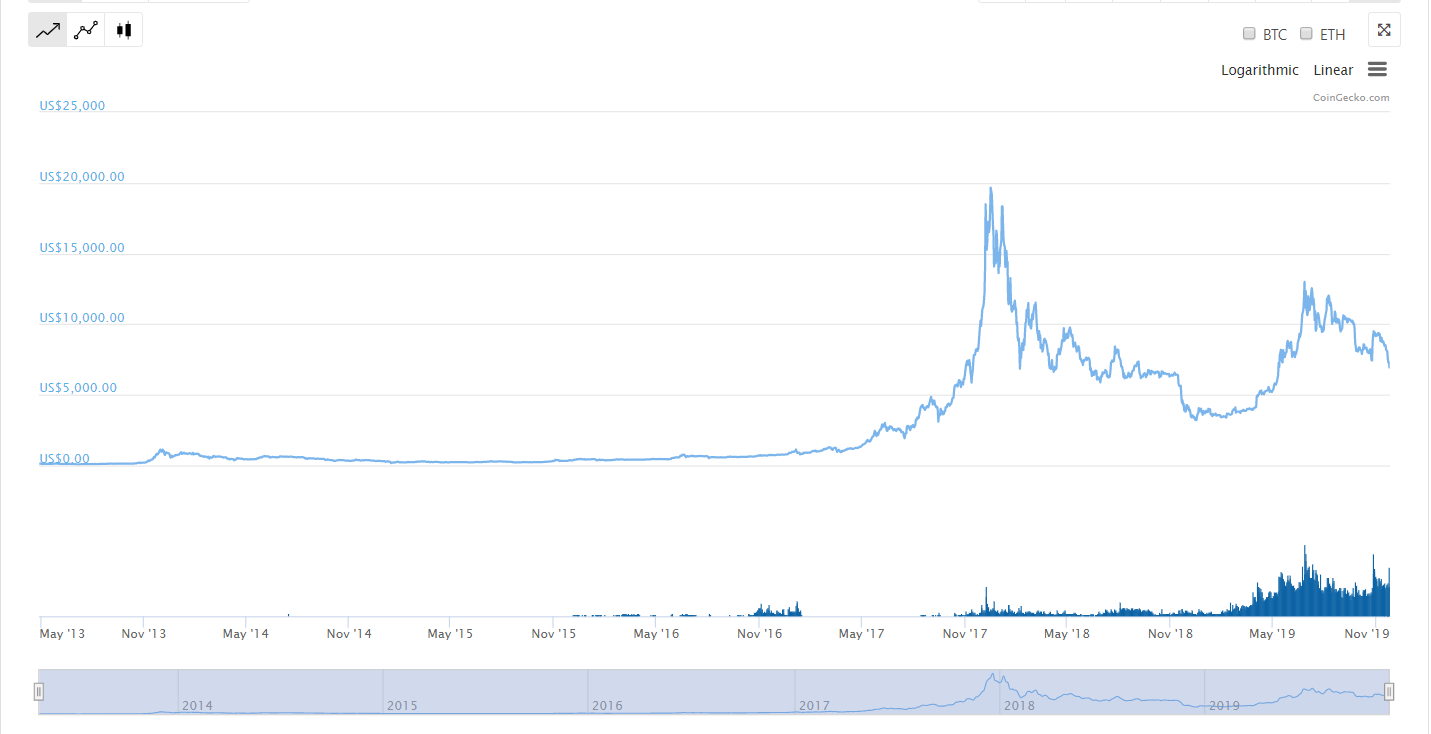 BTC ETH
Logarithmic Linear
CoinGecko.com
US$25,000
US$20,000.00
US$15,000.00
US$10,000.00
US$5,000.00
US$0.00
May '13 Nov '13 May '14 Nov '14 May '15 Nov '15 May '16 Nov '16 May '17 Nov '17 May '18 Nov '18 May '19 Nov '19
2014 2015 2016 2017 2018 2019